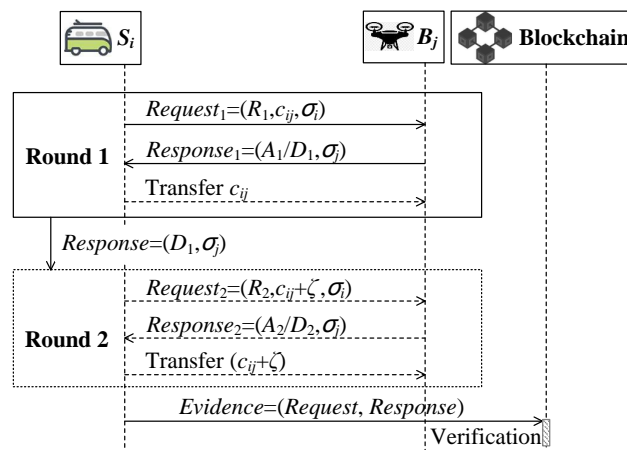 S_i
B_j
Blockchain
Request_1=(R_1,c_ij,σ_i)
Round 1
Response_1=(A_1/D_1,σ_j)
Transfer c_ij
Response=(D_1,σ_j)
Request_2=(R_2,c_ij+ζ,σ_i)
Round 2
Response_2=(A_2/D_2,σ_j)
Transfer (c_ij+ζ)
Evidence=(Request, Response)
Verification